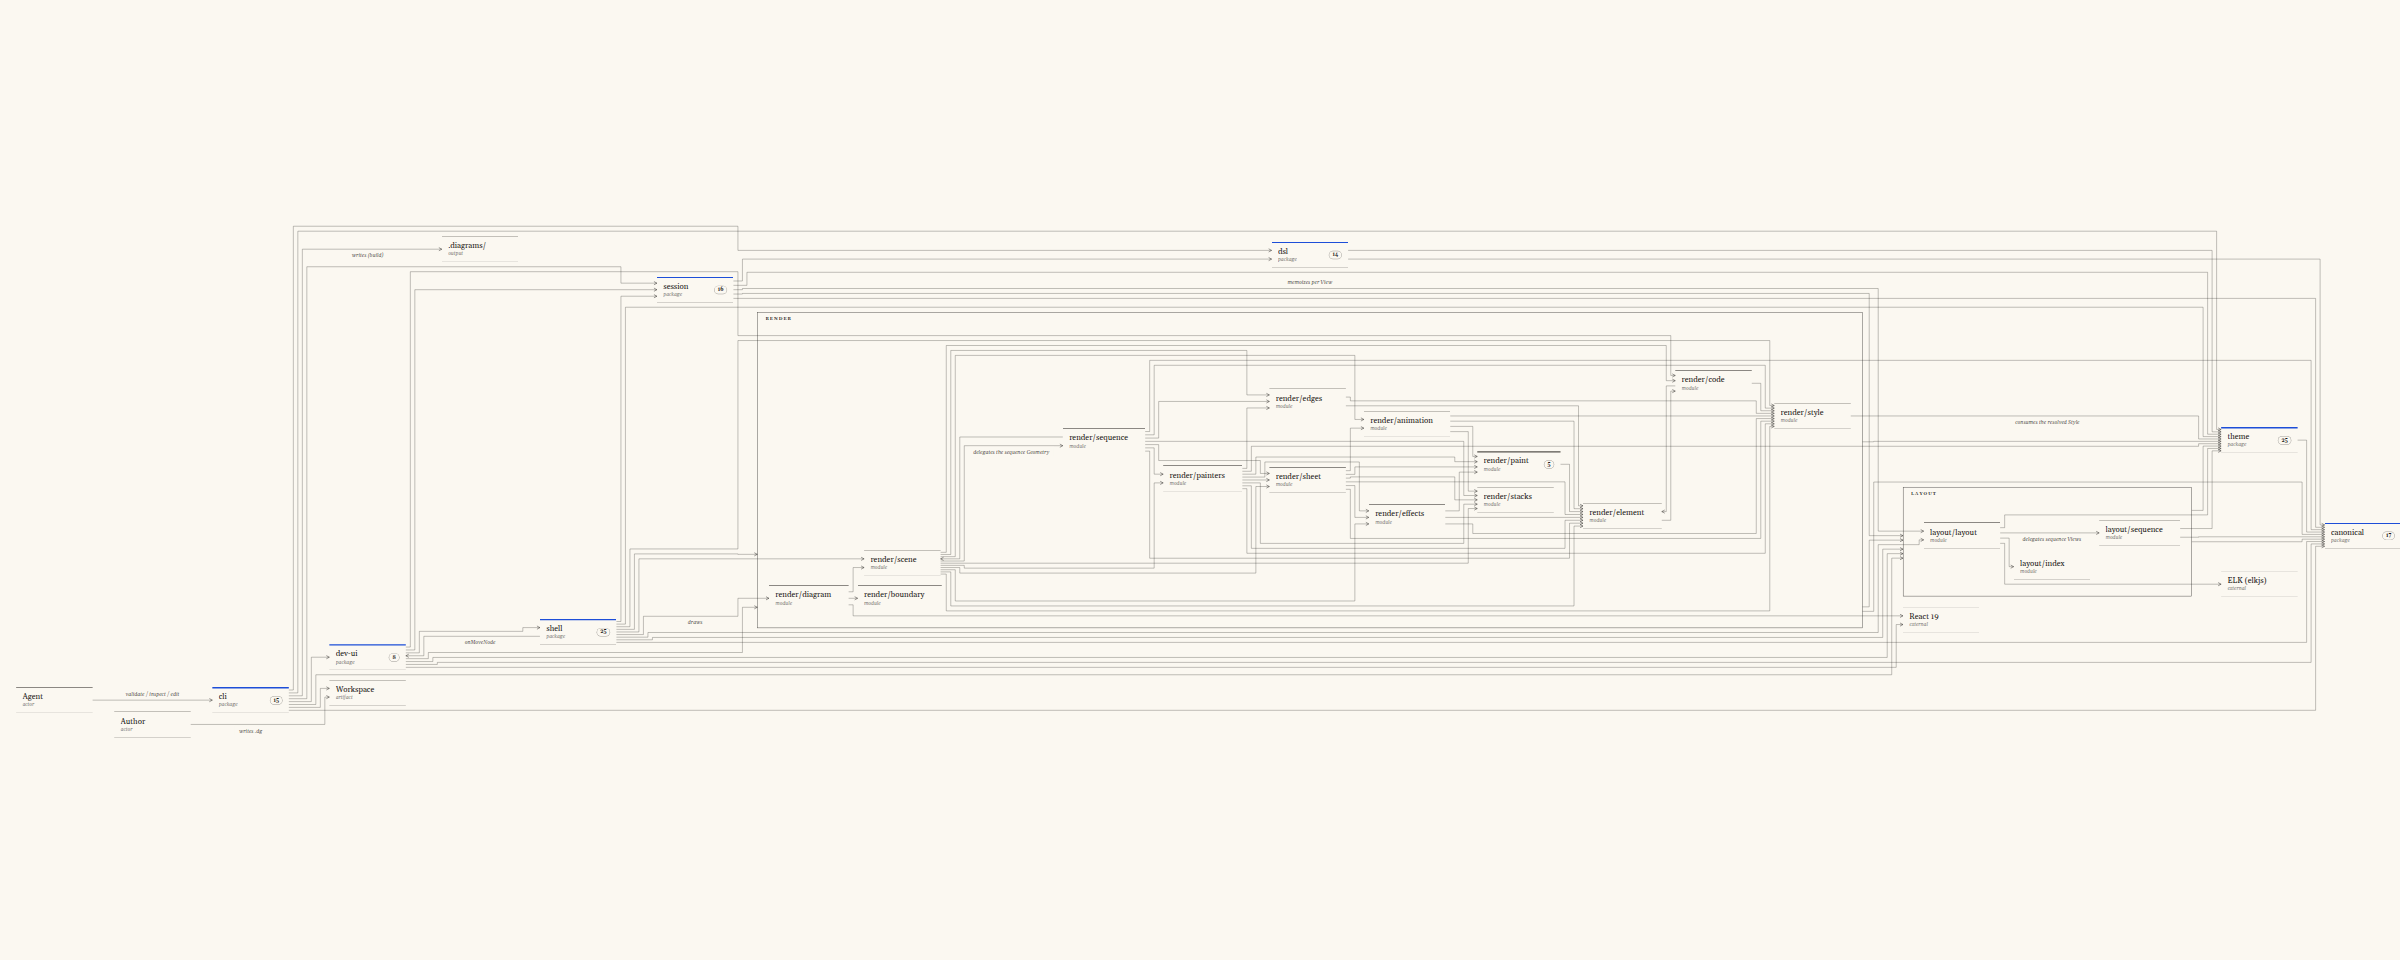 .diagrams/
output
writes (build)
dsl
package
14
session
package
16
memoizes per View
RENDER
render/code
module
render/edges
module
render/style
module
render/animation
module
consumes the resolved Style
render/sequence
module
theme
package
25
delegates the sequence Geometry
render/paint
module
5
render/painters
module
render/sheet
module
render/stacks
module
LAYOUT
render/effects
module
render/element
module
layout/layout
module
layout/sequence
module
delegates sequence Views
canonical
package
17
render/scene
module
layout/index
module
ELK (elkjs)
external
render/diagram
module
render/boundary
module
React 19
external
draws
shell
package
25
onMoveNode
dev-ui
package
Workspace
artifact
Agent
actor
validate / inspect / edit
cli
package
15
Author
actor
writes .dg